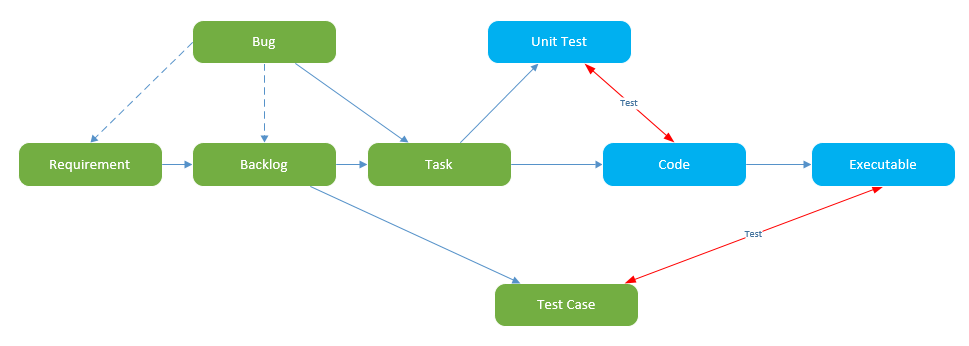 Bug
Unit Test
Test
Requirement
Backlog
Task
Code
Executable
Test
Test Case